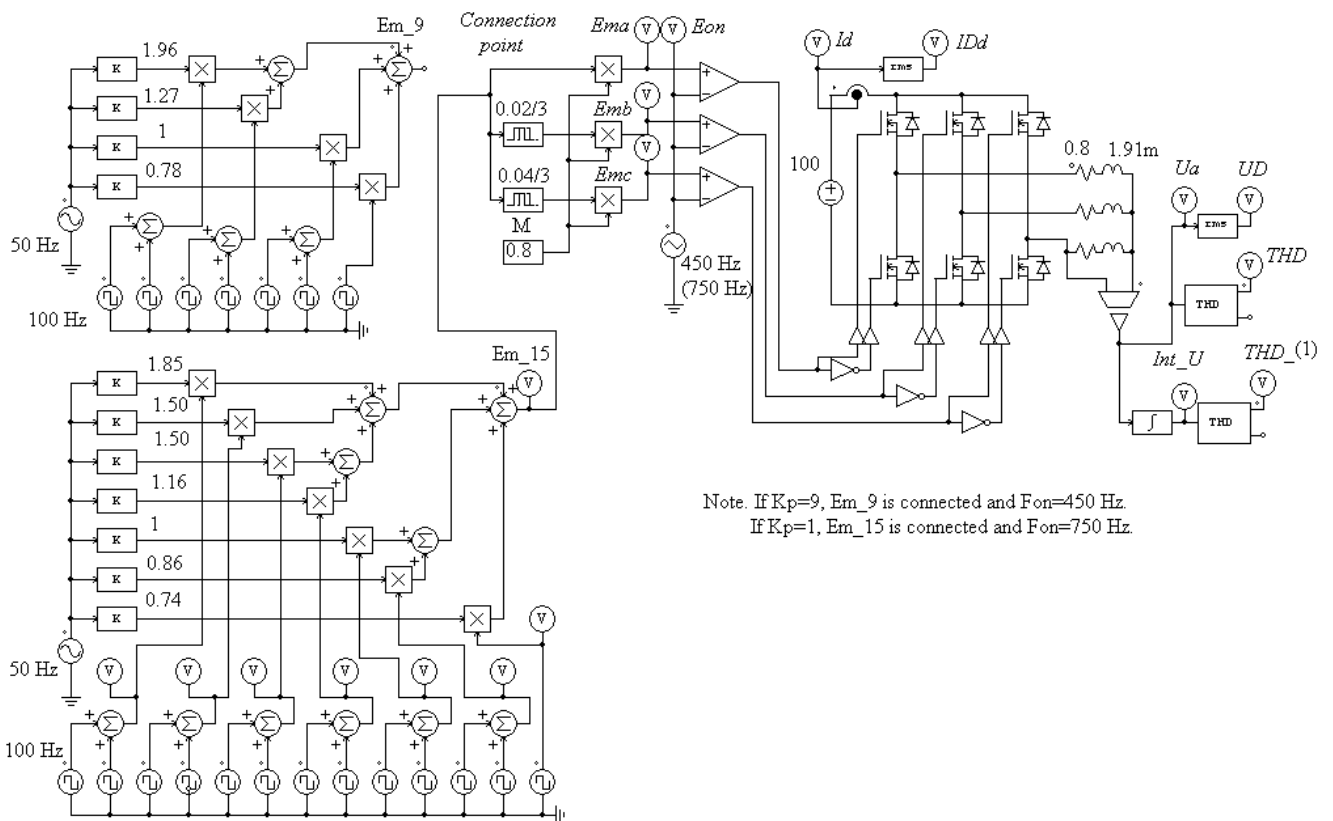 Em_9
1.96
K
1.27
K
1
K
0.78
K
50 Hz
100 Hz
Connection
point
Ema
V
V
Eon
0.02/3
Emb
V
0.04/3
Emc
V
M
0.8
450 Hz
(750 Hz)
V
Id
V
IDd
rms
100
0.8
1.91m
Ua
UD
V
V
rms
THD
V
THD
Int_U
THD_(1)
V
V
∫
THD
Em_15
V
1.85
K
1.50
K
1.50
K
1.16
K
1
K
0.86
K
0.74
K
V
50 Hz
V
V
V
V
V
V
100 Hz
Note. If Kp=9, Em_9 is connected and Fon=450 Hz.
If Kp=1, Em_15 is connected and Fon=750 Hz.